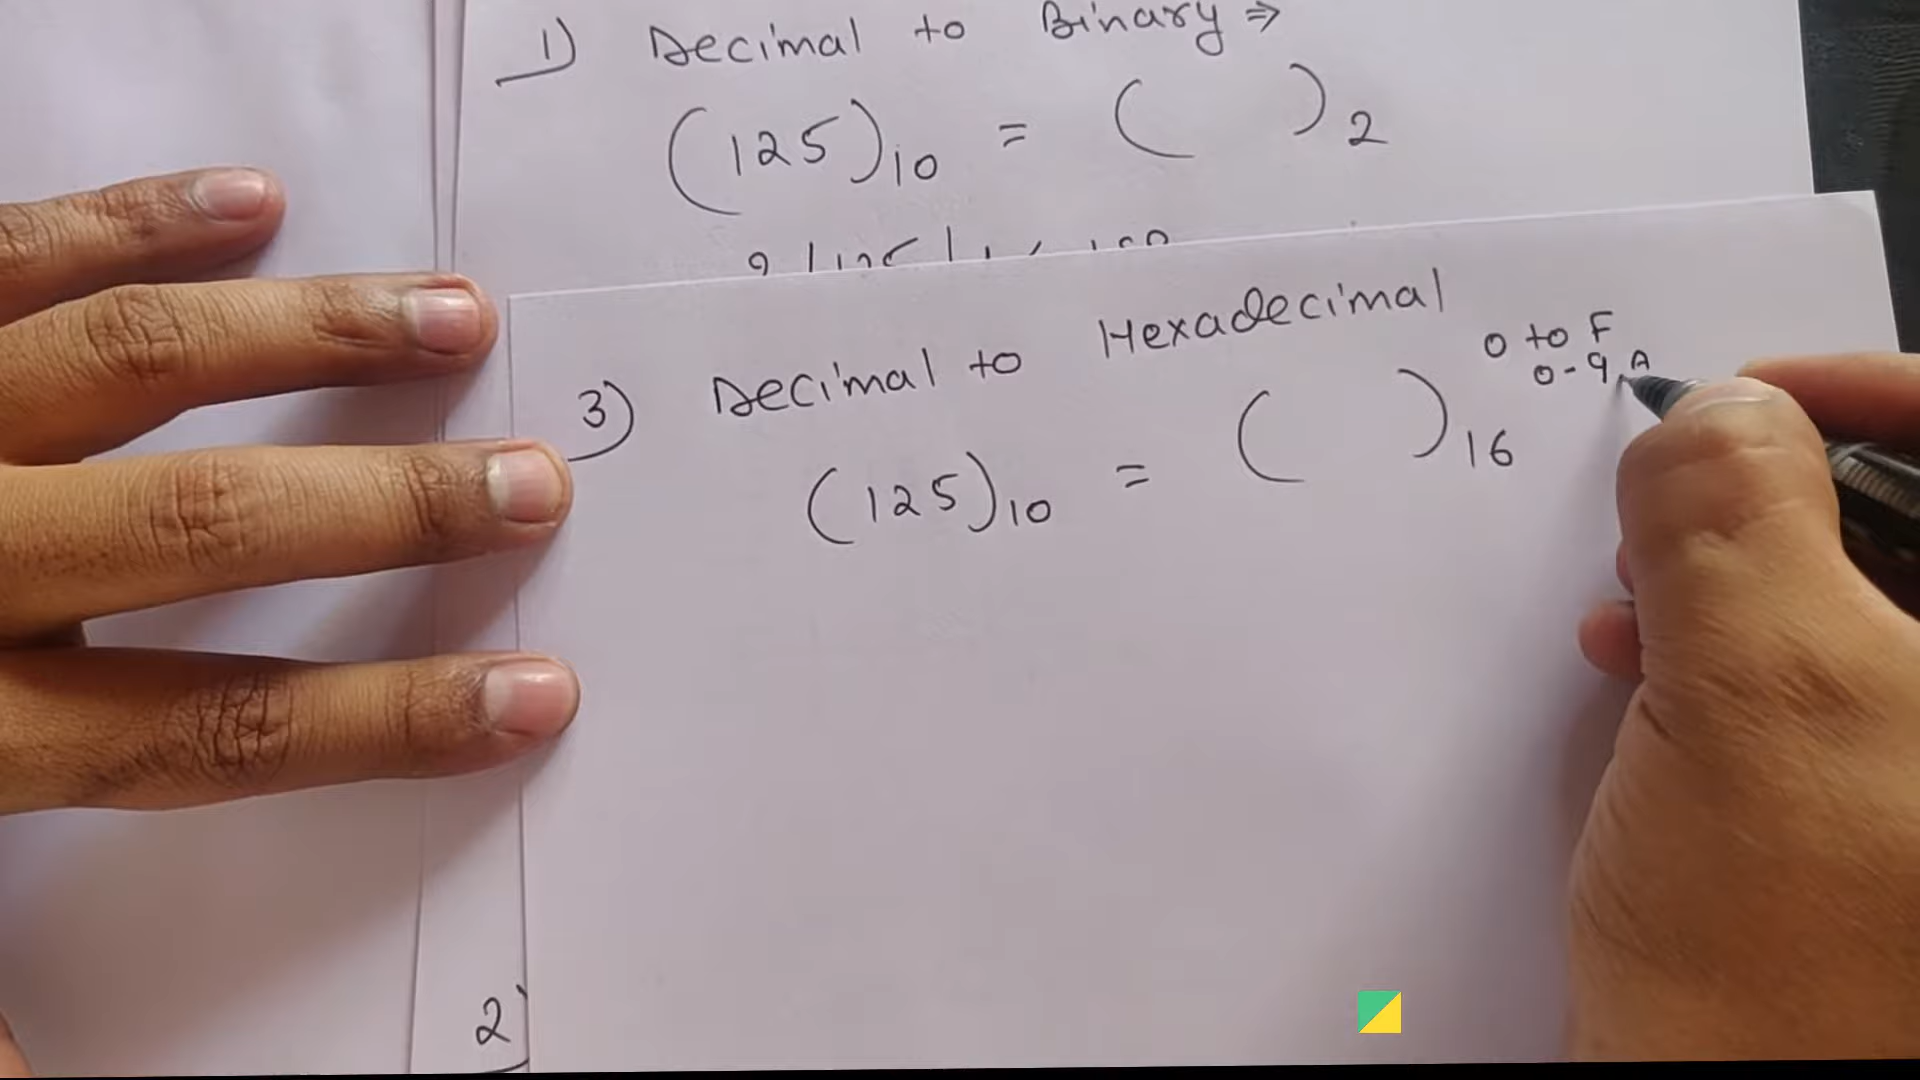 1) Decimal to Binary ⇒
(125)10 = ( )2
3) Decimal to Hexadecimal
0 to F
0-9, A
(125)10 = ( )16
2)